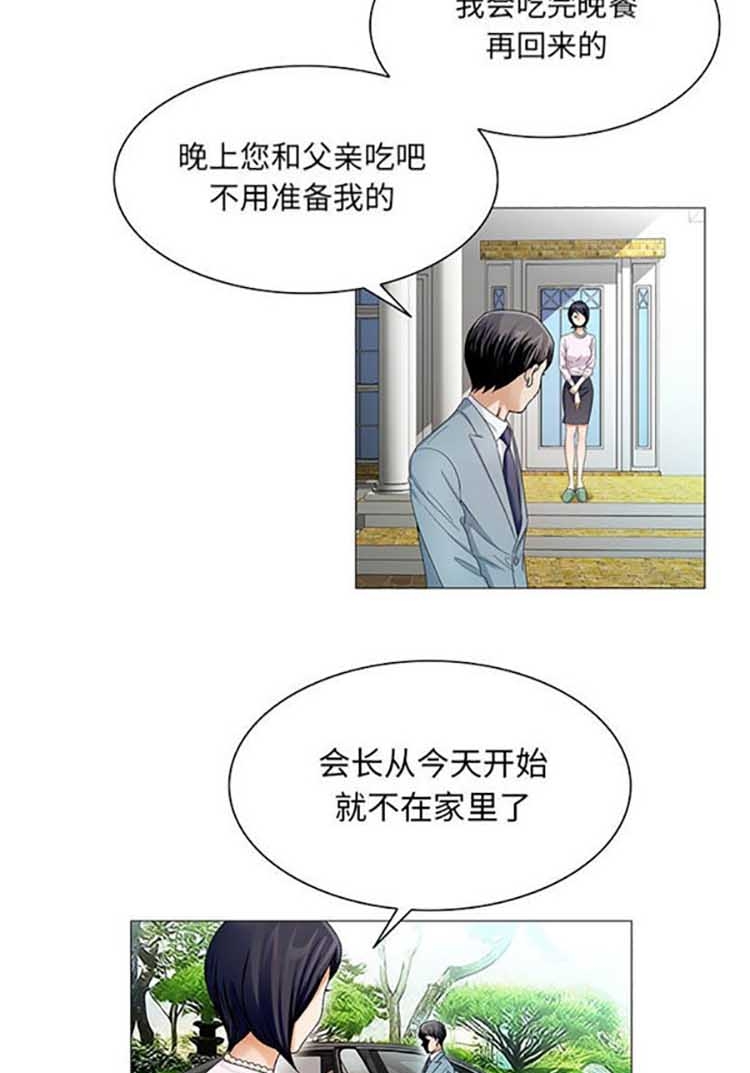 我会吃完晚餐
再回来的
晚上您和父亲吃吧
不用准备我的
会长从今天开始
就不在家里了